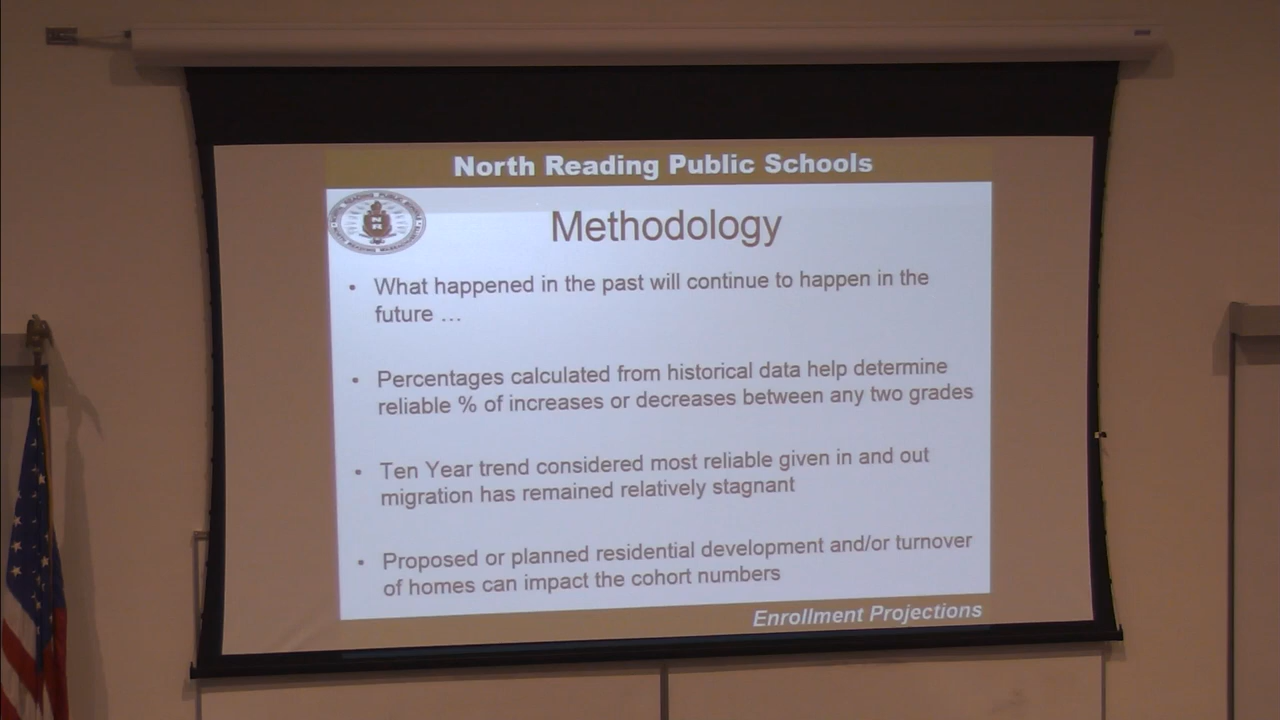 North Reading Public Schools
Methodology
• What happened in the past will continue to happen in the
future ...
• Percentages calculated from historical data help determine
reliable % of increases or decreases between any two grades
• Ten Year trend considered most reliable given in and out
migration has remained relatively stagnant
• Proposed or planned residential development and/or turnover
of homes can impact the cohort numbers
Enrollment Projections